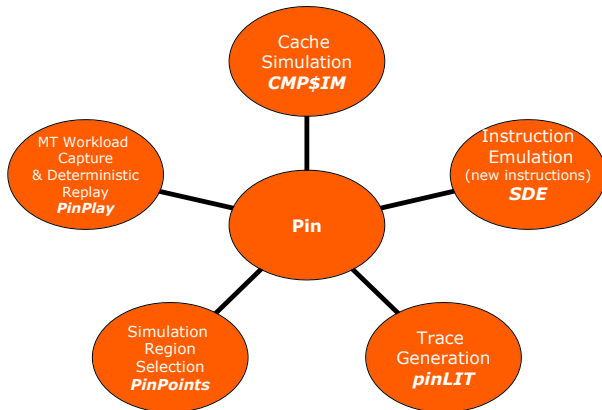 Cache
Simulation
CMP$IM
MT Workload
Capture
& Deterministic
Replay
PinPlay
Instruction
Emulation
(new instructions)
SDE
Pin
Simulation
Region
Selection
PinPoints
Trace
Generation
pinLIT